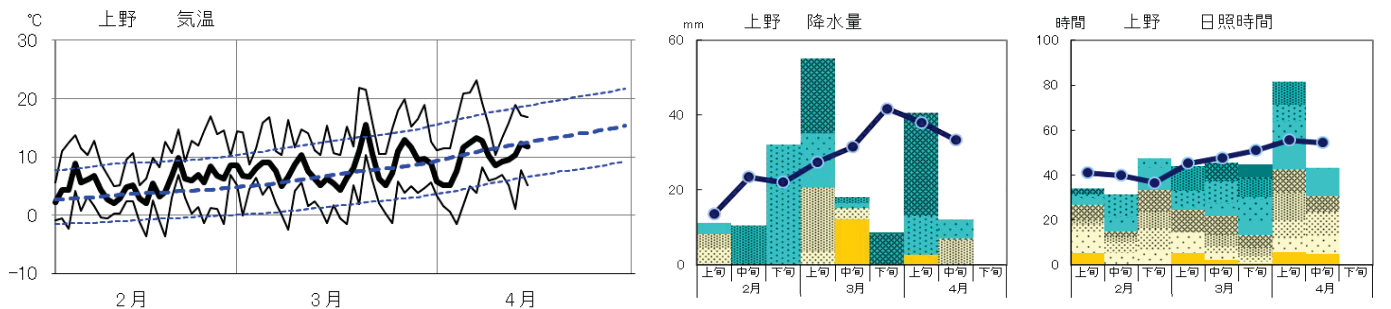 ℃ 上野 気温
30
20
10
0
-10
2月 3月 4月
mm 上野 降水量
60
40
20
0
上旬 中旬 下旬 上旬 中旬 下旬 上旬 中旬 下旬
2月 3月 4月
時間 上野 日照時間
100
80
60
40
20
0
上旬 中旬 下旬 上旬 中旬 下旬 上旬 中旬 下旬
2月 3月 4月